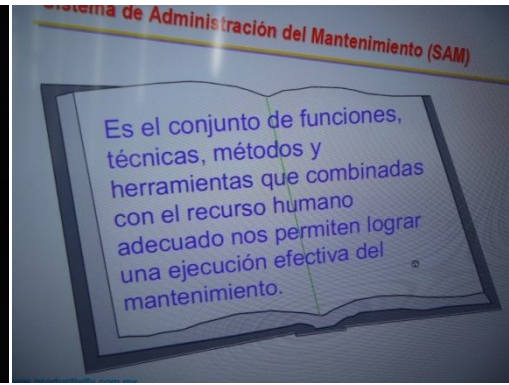 Sistema de Administración del Mantenimiento (SAM)
Es el conjunto de funciones,
técnicas, métodos y
herramientas que combinadas
con el recurso humano
adecuado nos permiten lograr
una ejecución efectiva del
mantenimiento.